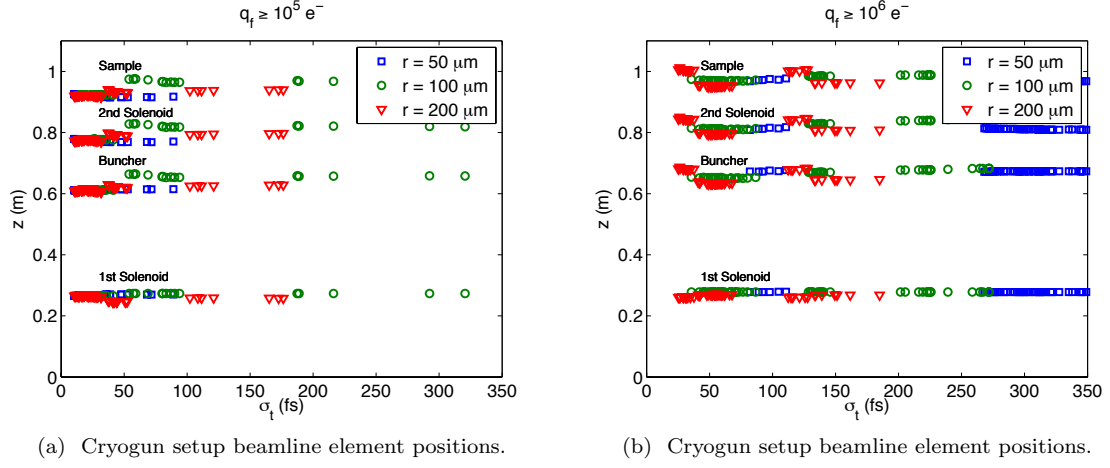 q_f ≥ 10^5 e^−
r = 50 μm
r = 100 μm
r = 200 μm
Sample
2nd Solenoid
Buncher
1st Solenoid
z (m)
1
0.8
0.6
0.4
0.2
0
0 50 100 150 200 250 300 350
σ_t (fs)
(a) Cryogun setup beamline element positions.
q_f ≥ 10^6 e^−
r = 50 μm
r = 100 μm
r = 200 μm
Sample
2nd Solenoid
Buncher
1st Solenoid
z (m)
1
0.8
0.6
0.4
0.2
0
0 50 100 150 200 250 300 350
σ_t (fs)
(b) Cryogun setup beamline element positions.